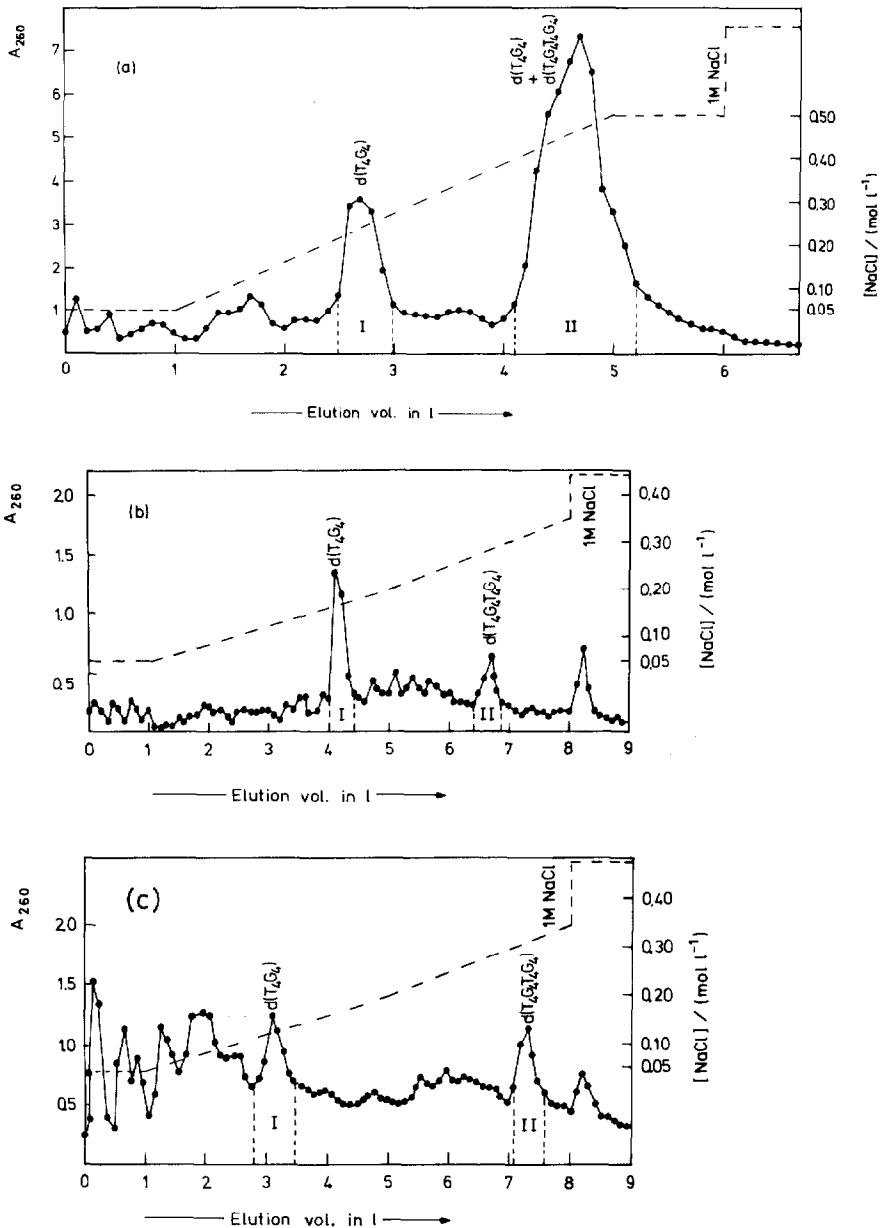 A260
(a)
7
6
5
4
3
2
1
d(T4G4)
d(T4G4)
+
d(T4G4T4G4)
1M NaCl
I
II
0.50
0.40
0.30
0.20
0.10
0.05
[NaCl] / (mol l⁻¹)
0 1 2 3 4 5 6
Elution vol. in l
A260
(b)
2.0
1.5
1.0
0.5
d(T4G4)
d(T4G4T4G4)
1M NaCl
I
II
0.40
0.30
0.20
0.10
0.05
[NaCl] / (mol l⁻¹)
0 1 2 3 4 5 6 7 8 9
Elution vol. in l
A260
(c)
2.0
1.5
1.0
0.5
d(T4G4)
d(T4G4T4G4)
1M NaCl
I
II
0.40
0.30
0.20
0.10
0.05
[NaCl] / (mol l⁻¹)
0 1 2 3 4 5 6 7 8 9
Elution vol. in l